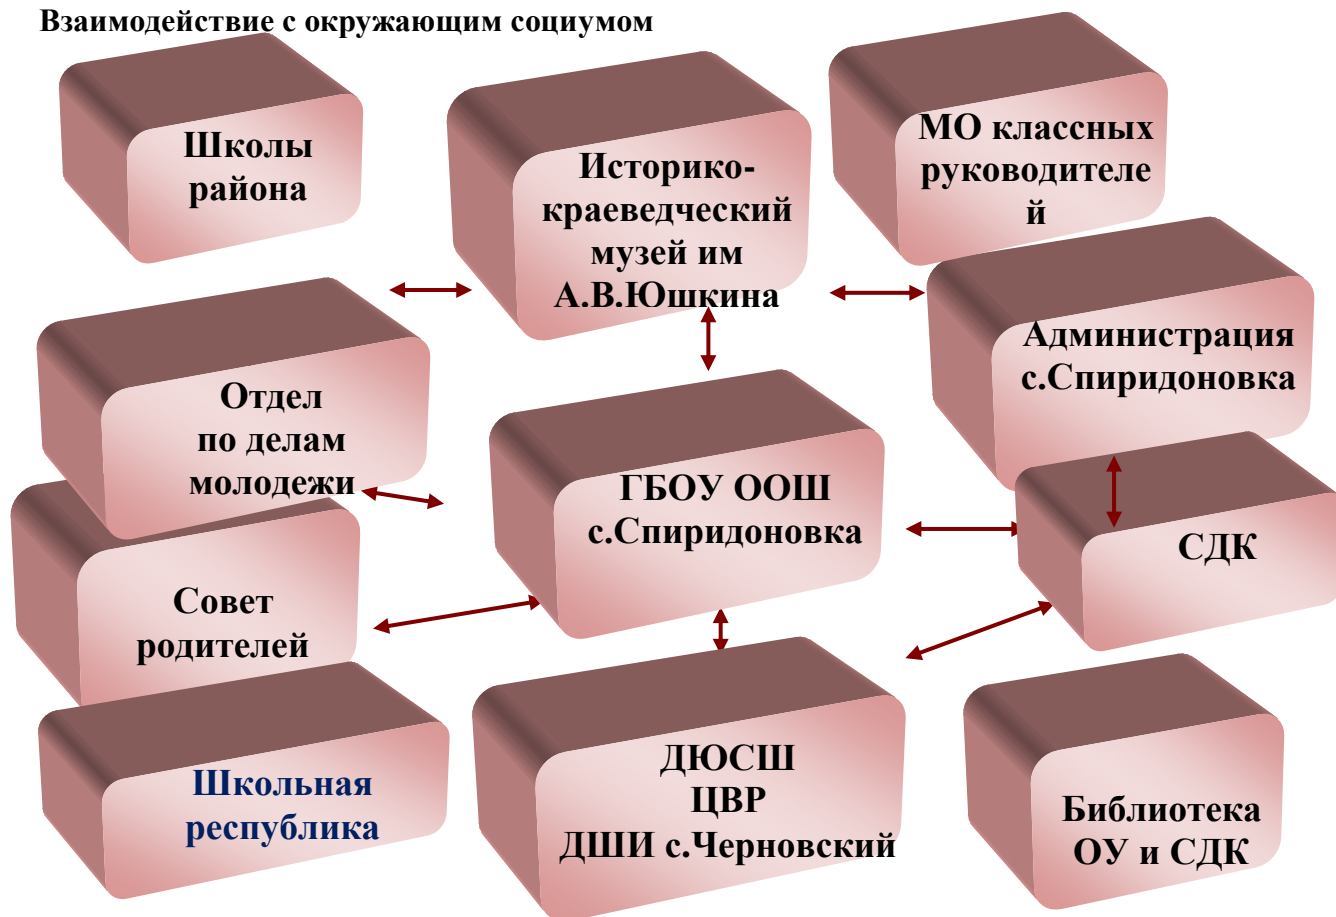 Взаимодействие с окружающим социумом
Школы
района
Историко-
краеведческий
музей им
А.В.Юшкина
МО классных
руководителе
й
Администрация
с.Спиридоновка
Отдел
по делам
молодежи
ГБОУ ООШ
с.Спиридоновка
СДК
Совет
родителей
Школьная
республика
ДЮСШ
ЦВР
ДШИ с.Черновский
Библиотека
ОУ и СДК